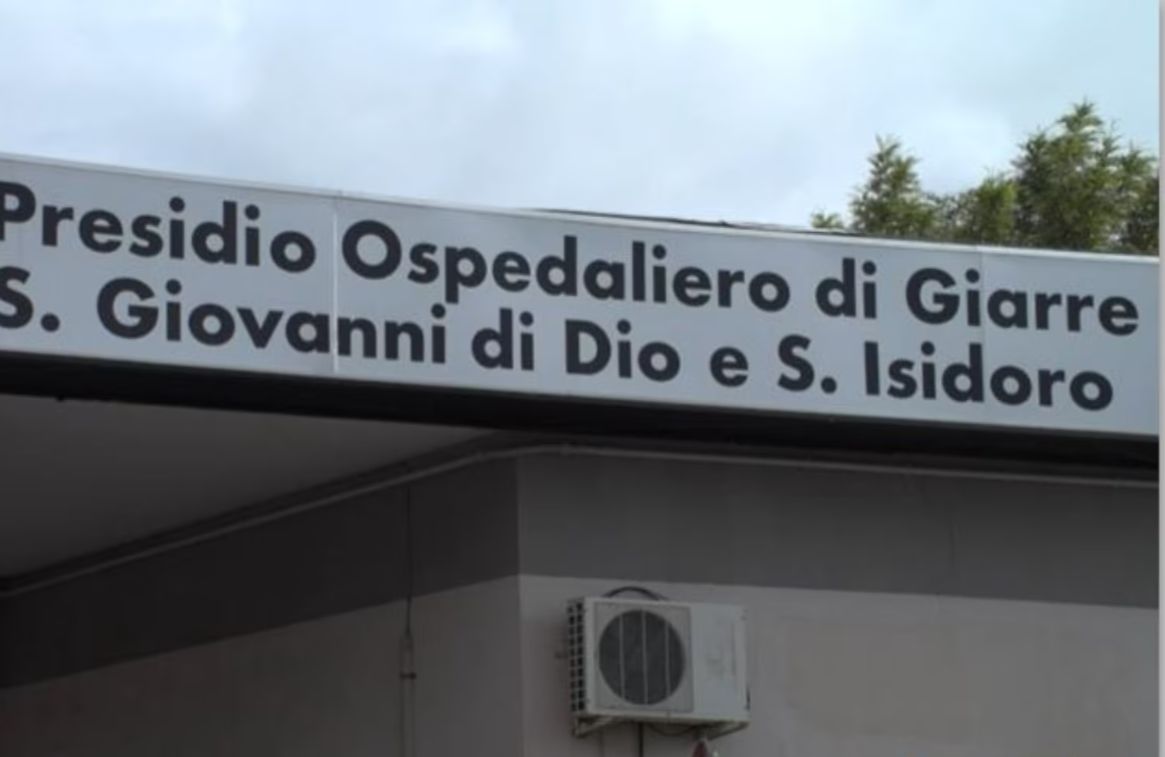 Presidio Ospedaliero di Giarre
S. Giovanni di Dio e S. Isidoro